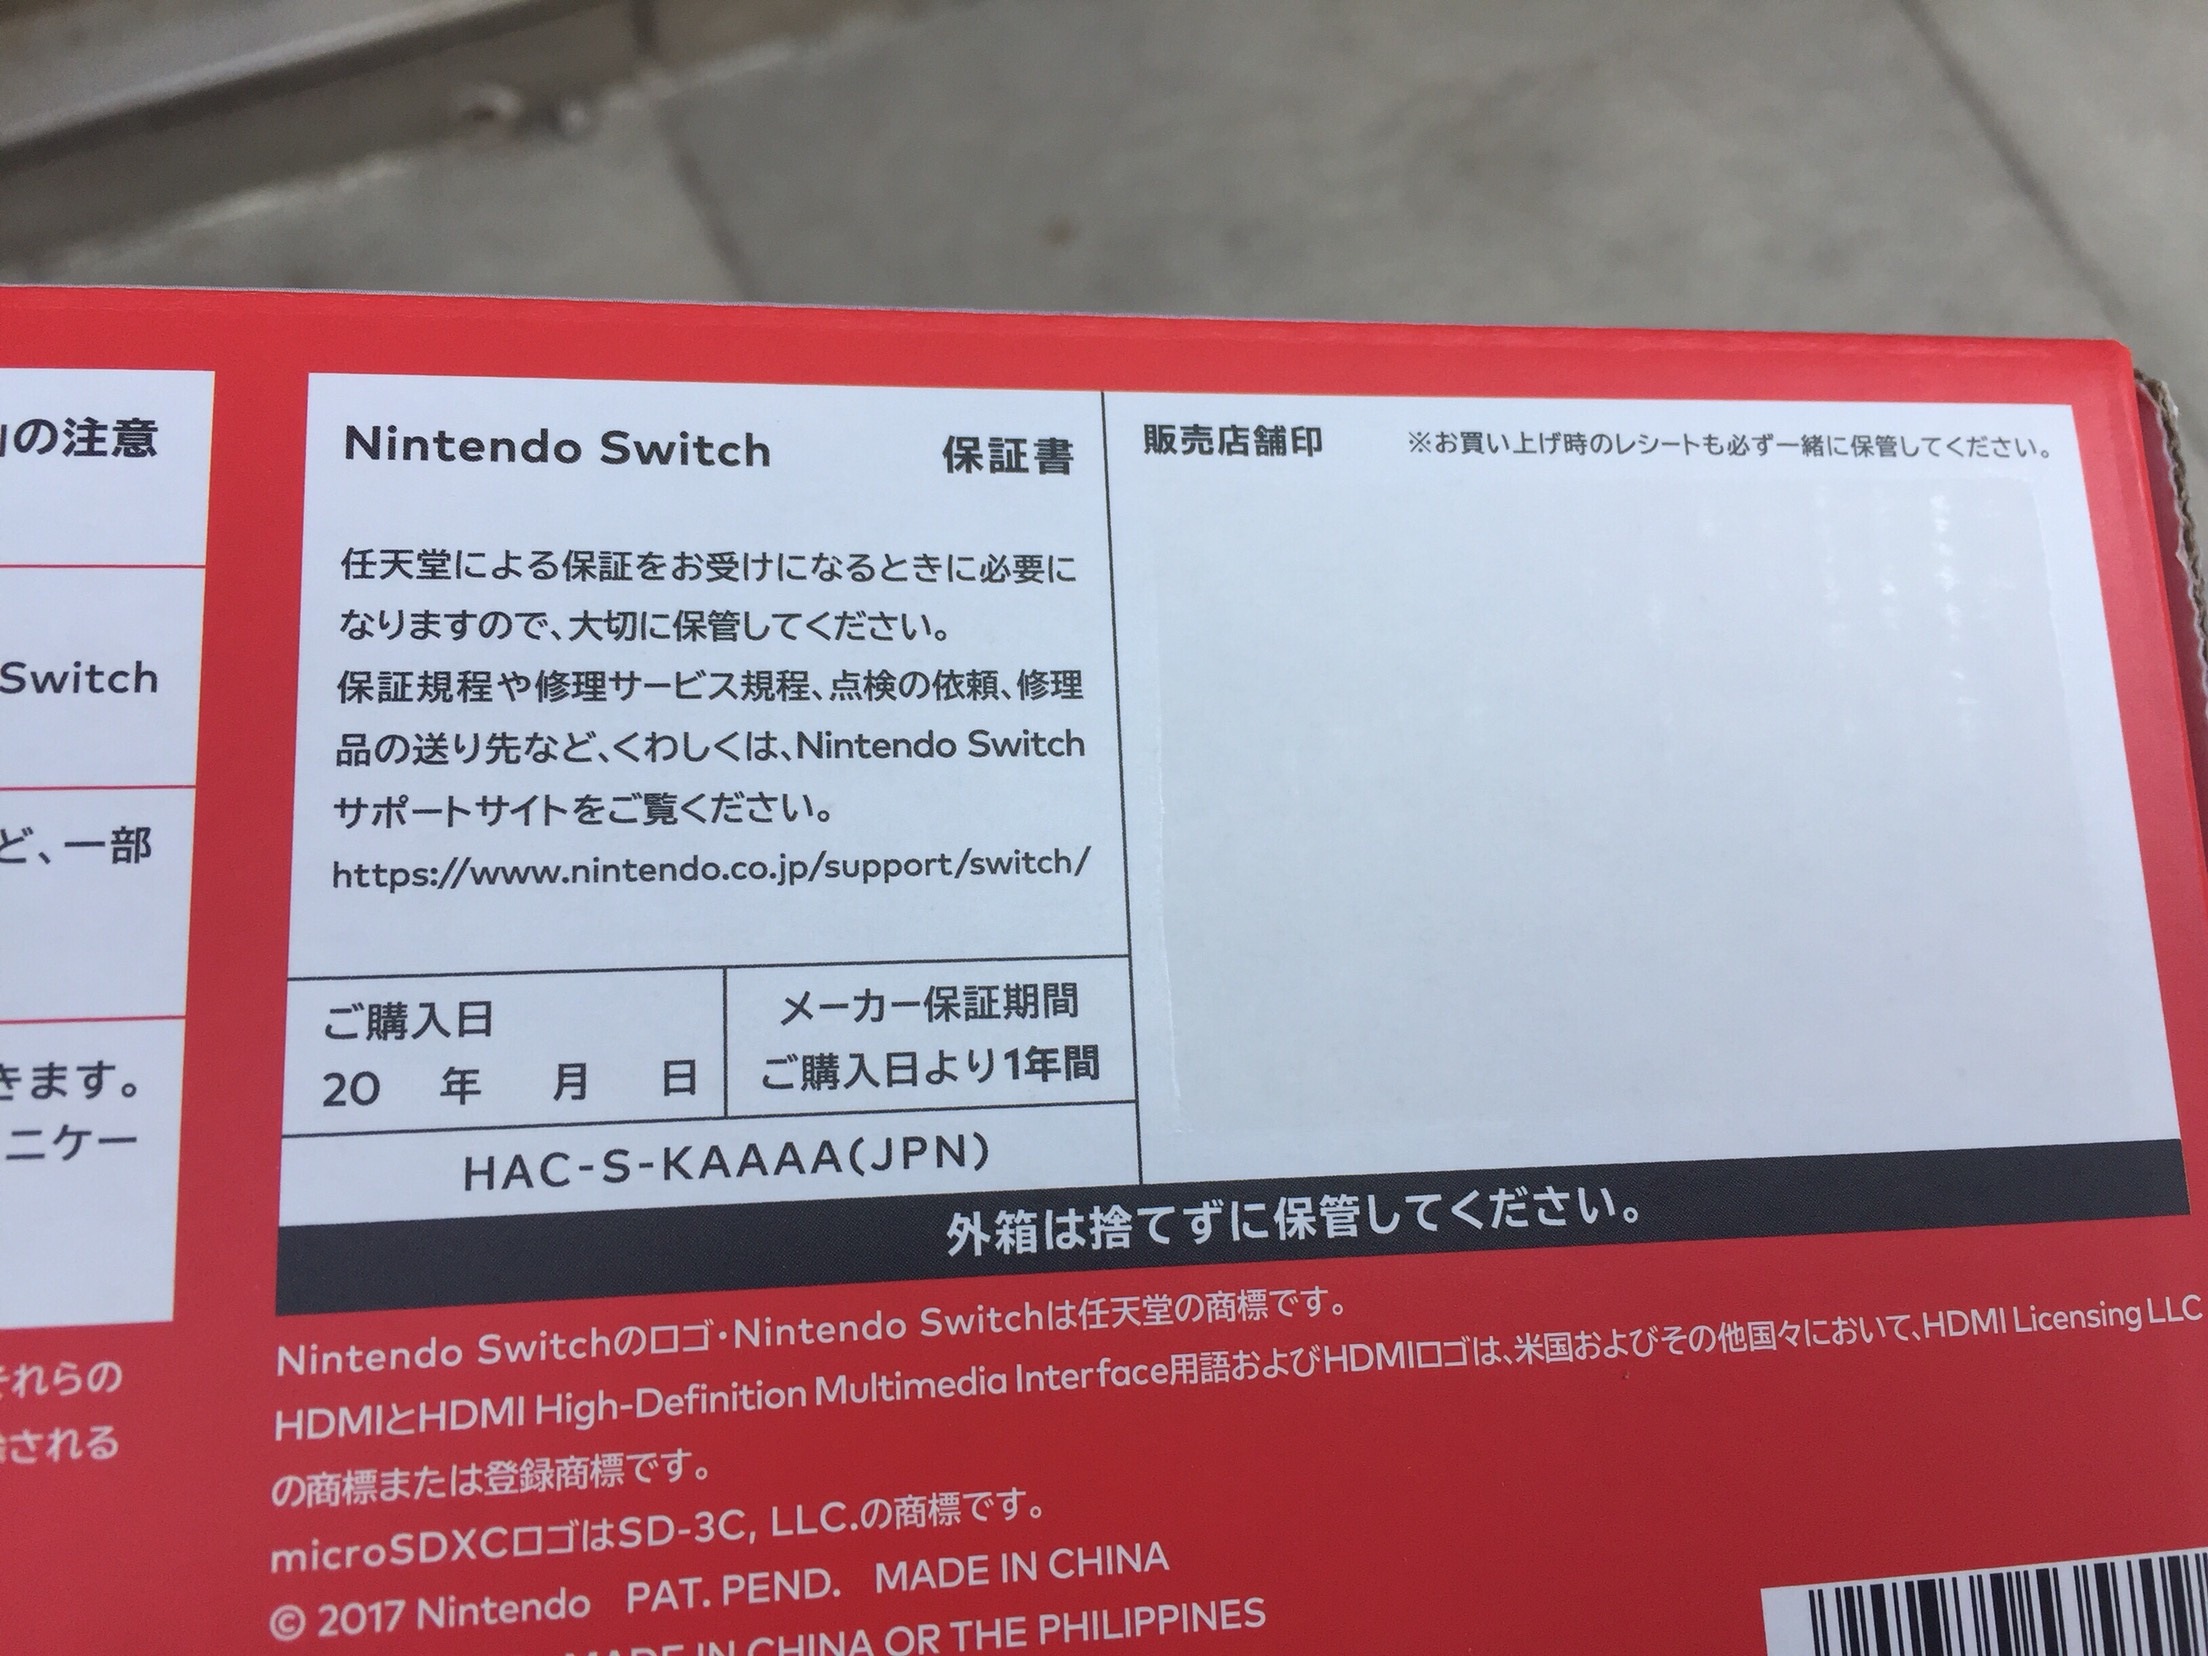 の注意
Switch
ど、一部
きます。
ニケー
それらの
される
Nintendo Switch 保証書
任天堂による保証をお受けになるときに必要に
なりますので、大切に保管してください。
保証規程や修理サービス規程、点検の依頼、修理
品の送り先など、くわしくは、Nintendo Switch
サポートサイトをご覧ください。
https://www.nintendo.co.jp/support/switch/
ご購入日
20 年 月 日
メーカー保証期間
ご購入日より1年間
HAC-S-KAAAA(JPN)
販売店舗印 ※お買い上げ時のレシートも必ず一緒に保管してください。
外箱は捨てずに保管してください。
Nintendo Switchのロゴ・Nintendo Switchは任天堂の商標です。
HDMIとHDMI High-Definition Multimedia Interface用語およびHDMIロゴは、米国およびその他国々において、HDMI Licensing LLC
の商標または登録商標です。
microSDXCロゴはSD-3C, LLC.の商標です。
© 2017 Nintendo PAT. PEND. MADE IN CHINA
MADE IN CHINA OR THE PHILIPPINES